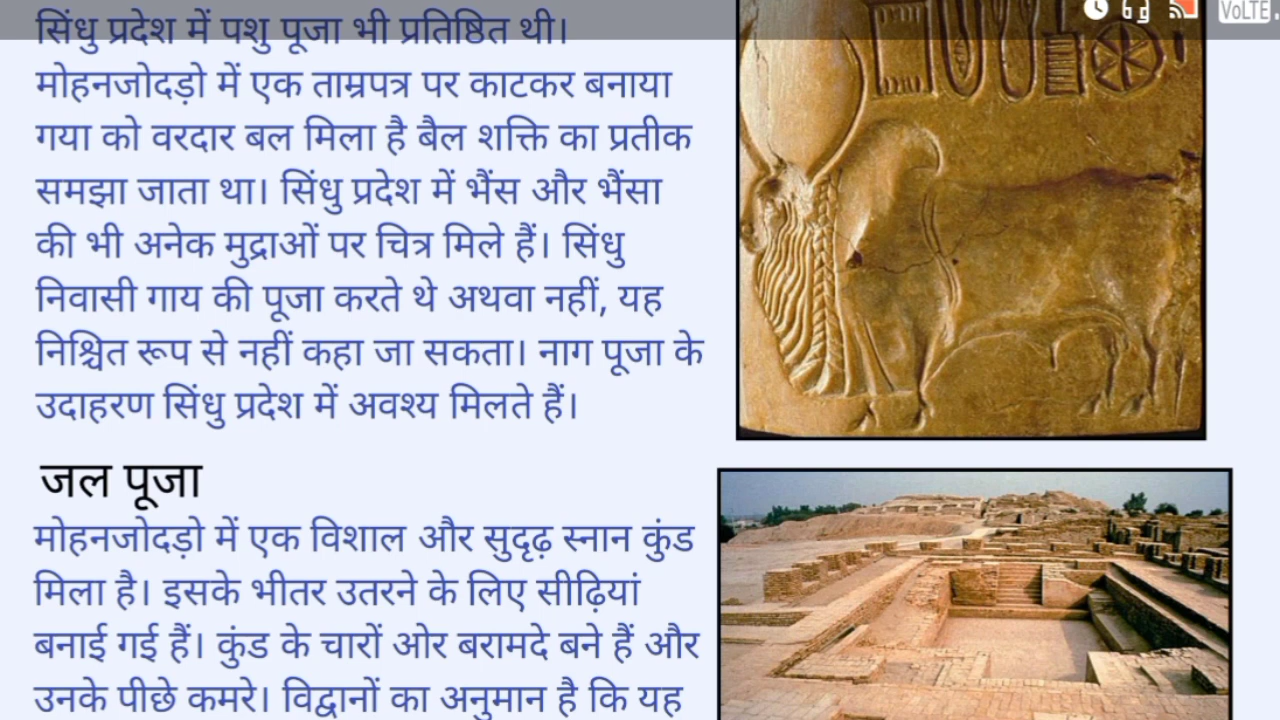 सिंधु प्रदेश में पशु पूजा भी प्रतिष्ठित थी।
मोहनजोदड़ो में एक ताम्रपत्र पर काटकर बनाया
गया को वरदार बल मिला है बैल शक्ति का प्रतीक
समझा जाता था। सिंधु प्रदेश में भैंस और भैंसा
की भी अनेक मुद्राओं पर चित्र मिले हैं। सिंधु
निवासी गाय की पूजा करते थे अथवा नहीं, यह
निश्चित रूप से नहीं कहा जा सकता। नाग पूजा के
उदाहरण सिंधु प्रदेश में अवश्य मिलते हैं।
जल पूजा
मोहनजोदड़ो में एक विशाल और सुदृढ़ स्नान कुंड
मिला है। इसके भीतर उतरने के लिए सीढ़ियां
बनाई गई हैं। कुंड के चारों ओर बरामदे बने हैं और
उनके पीछे कमरे। विद्वानों का अनुमान है कि यह
VoLTE